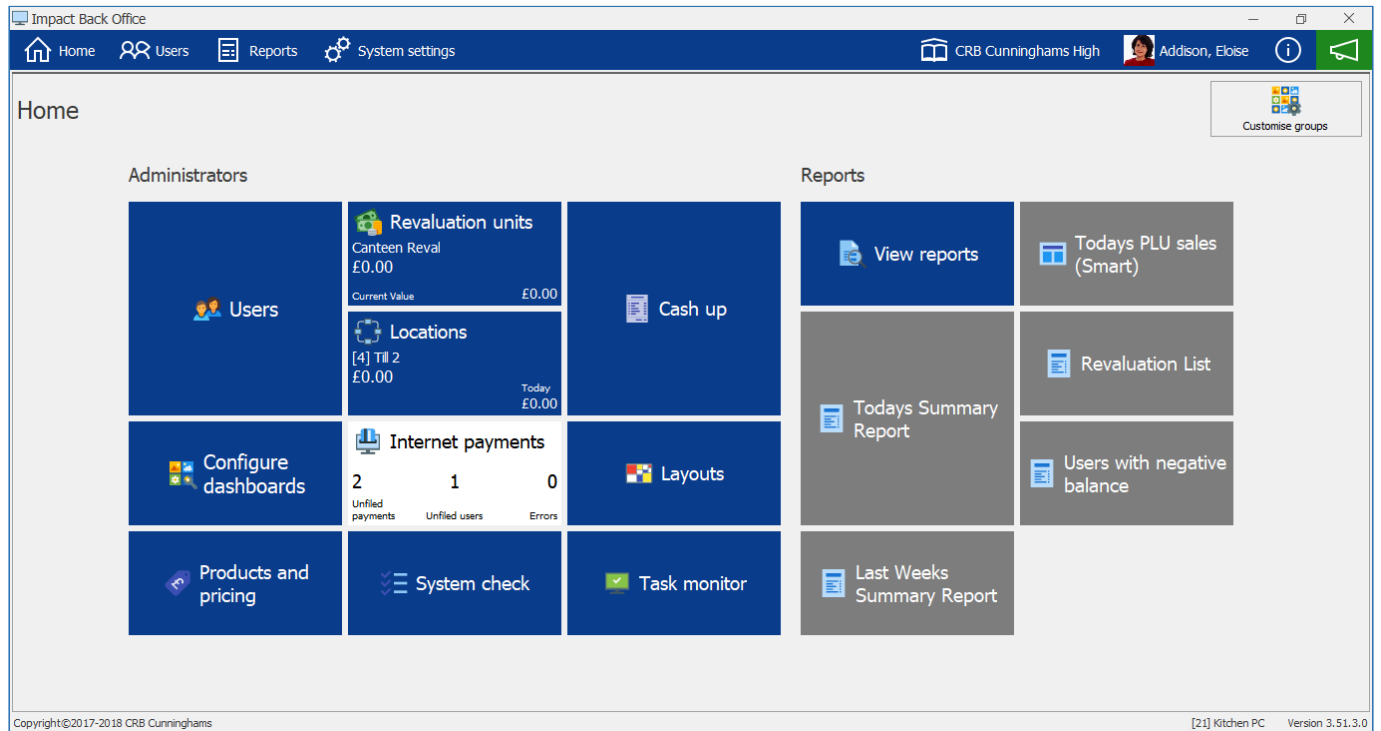 Impact Back Office
Home Users Reports System settings CRB Cunninghams High Addison, Eloise
Home
Customise groups
Administrators
Users
Revaluation units
Canteen Reval
£0.00
Current Value £0.00
Locations
[4] Till 2
£0.00
Today
£0.00
Cash up
Configure
dashboards
Internet payments
2 1 0
Unfiled
payments Unfiled users Errors
Layouts
Products and
pricing
System check
Task monitor
Reports
View reports
Todays PLU sales
(Smart)
Todays Summary
Report
Revaluation List
Users with negative
balance
Last Weeks
Summary Report
Copyright©2017-2018 CRB Cunninghams [21] Kitchen PC Version 3.51.3.0